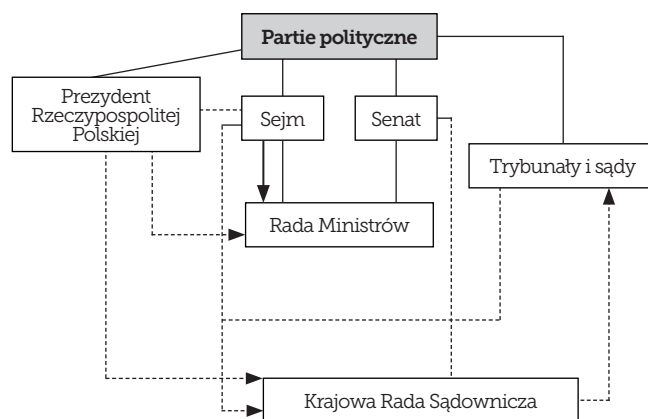 Partie polityczne
Prezydent
Rzeczypospolitej
Polskiej
Sejm
Senat
Trybunały i sądy
Rada Ministrów
Krajowa Rada Sądownicza